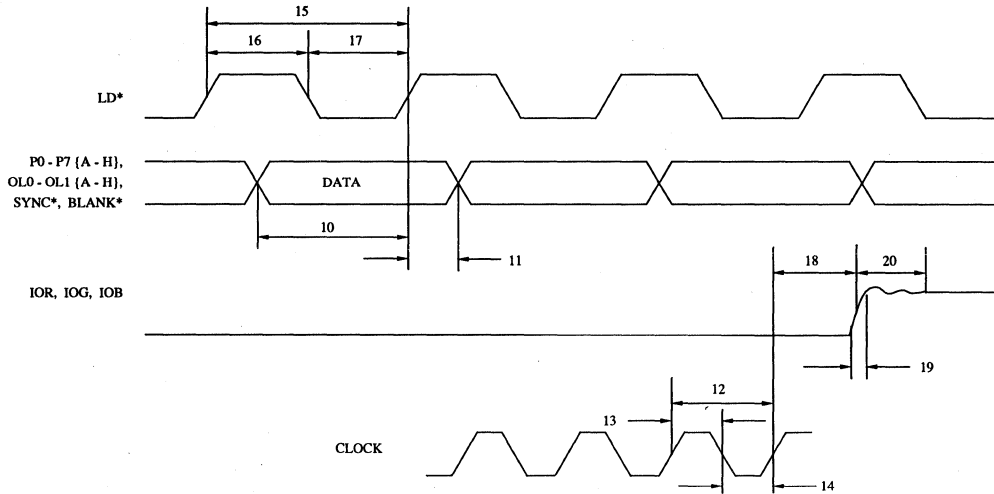 15
16
17
LD*
P0 - P7 {A - H},
OL0 - OL1 {A - H},
SYNC*, BLANK*
DATA
10
11
18
20
IOR, IOG, IOB
19
12
13
CLOCK
14